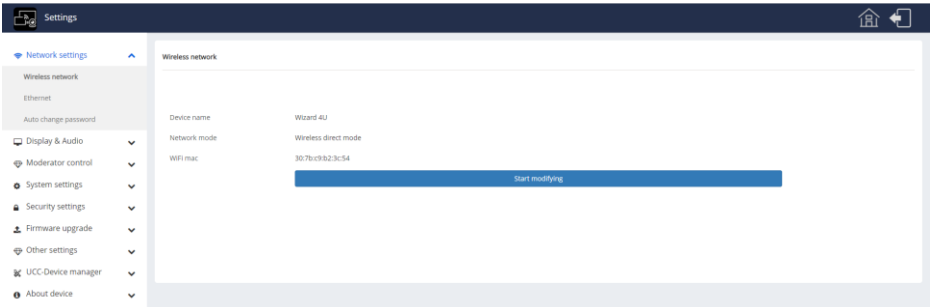 Settings
Network settings
Wireless network
Ethernet
Auto change password
Display & Audio
Moderator control
System settings
Security settings
Firmware upgrade
Other settings
UCC-Device manager
About device
Wireless network
Device name Wizard 4U
Network mode Wireless direct mode
WiFi mac 30:7b:c9:b2:3c:54
Start modifying